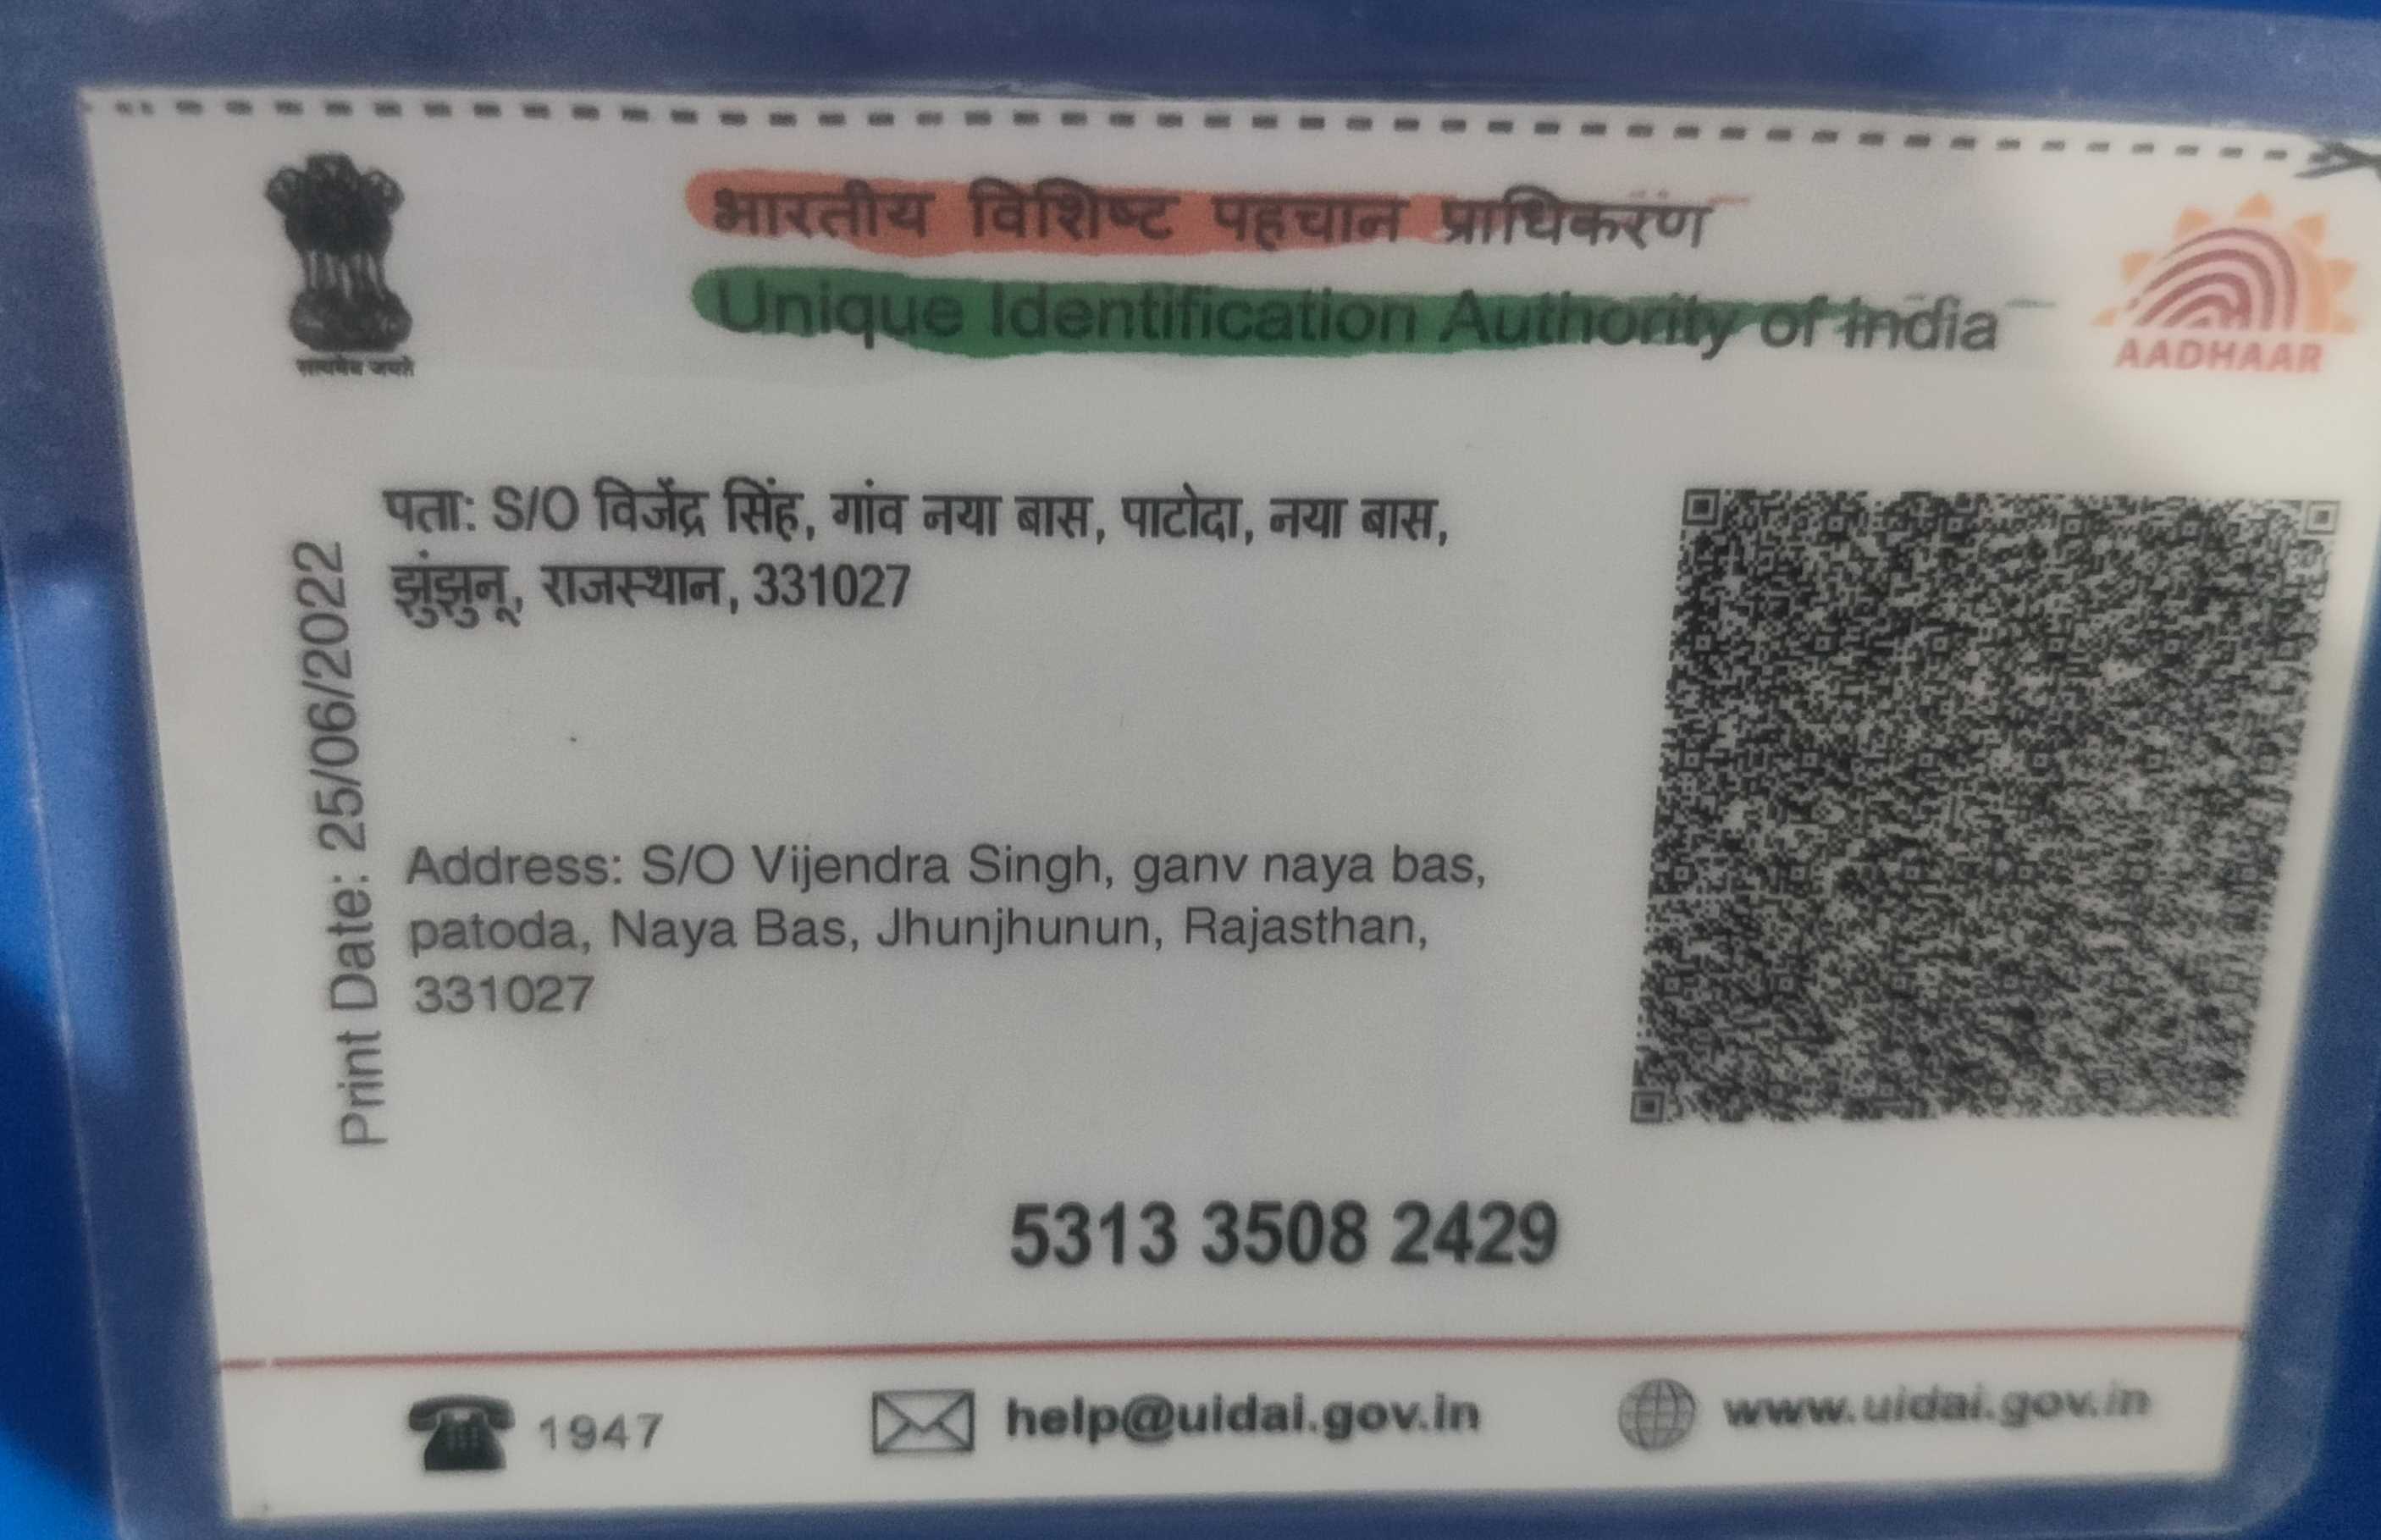 भारतीय विशिष्ट पहचान प्राधिकरण
Unique Identification Authority of India
AADHAAR
सत्यमेव जयते
पता: S/O विजेंद्र सिंह, गांव नया बास, पाटोदा, नया बास,
झुंझुनू, राजस्थान, 331027
Print Date: 25/06/2022
Address: S/O Vijendra Singh, ganv naya bas,
patoda, Naya Bas, Jhunjhunun, Rajasthan,
331027
5313 3508 2429
1947
help@uidai.gov.in
www.uidai.gov.in